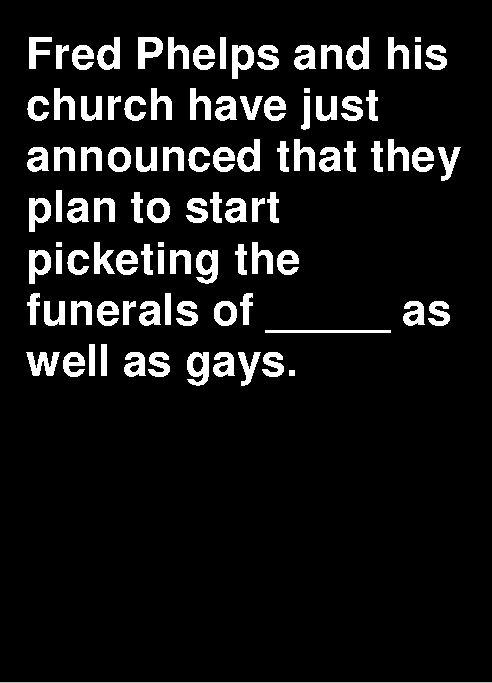 Fred Phelps and his
church have just
announced that they
plan to start
picketing the
funerals of _____ as
well as gays.